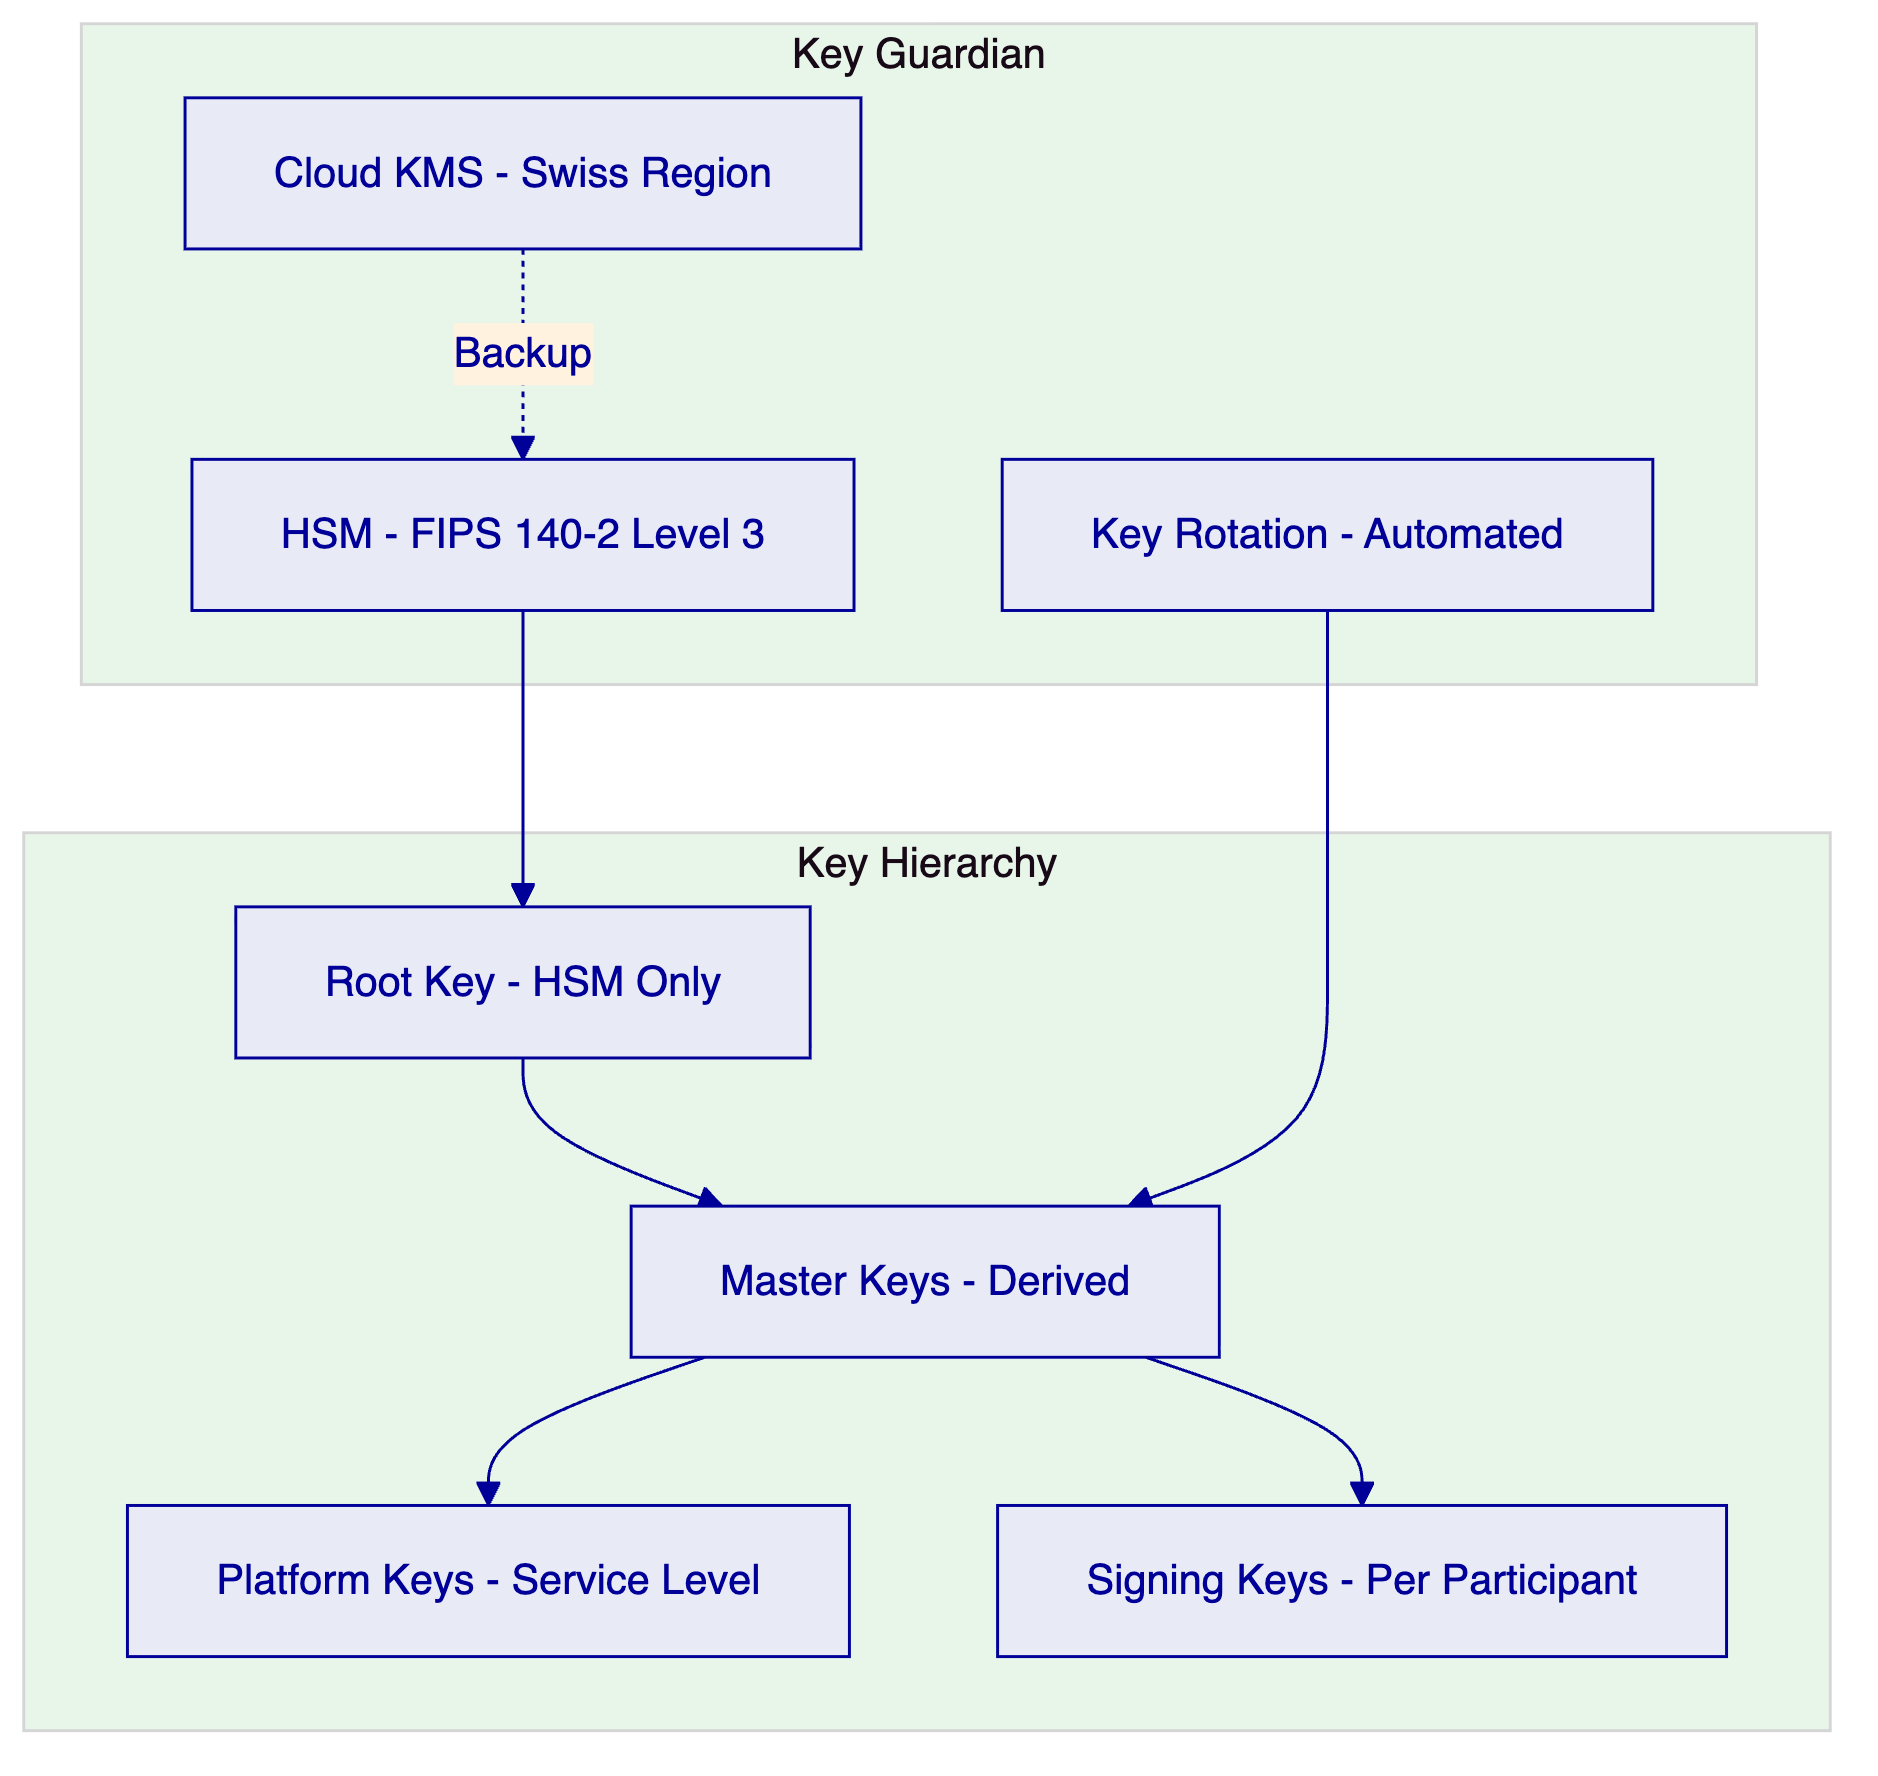 Key Guardian
Cloud KMS - Swiss Region
Backup
HSM - FIPS 140-2 Level 3
Key Rotation - Automated
Key Hierarchy
Root Key - HSM Only
Master Keys - Derived
Platform Keys - Service Level
Signing Keys - Per Participant